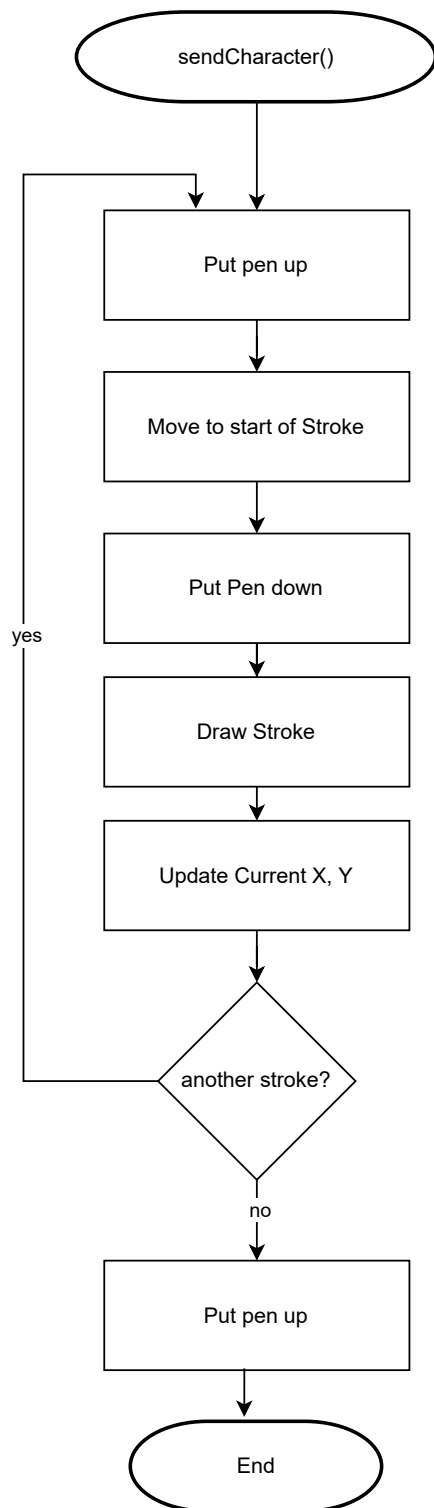 sendCharacter()
Put pen up
Move to start of Stroke
Put Pen down
yes
Draw Stroke
Update Current X, Y
another stroke?
no
Put pen up
End